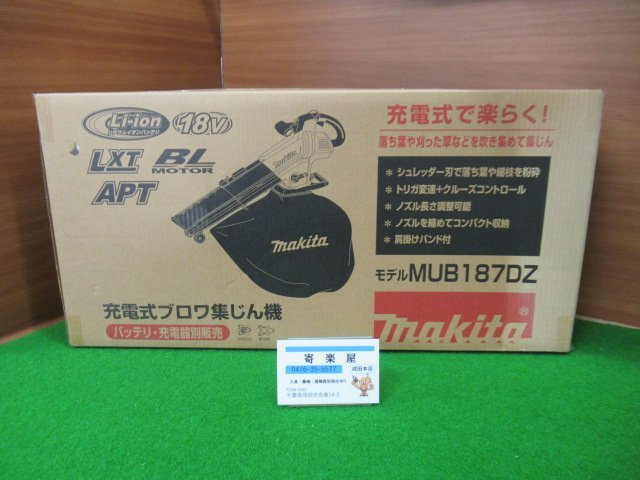 Li-ion
リチウムイオンバッテリ
18V
LXT
BL
MOTOR
APT
makita
makita
充電式ブロワ集じん機
バッテリ・充電器別販売
充電式で楽らく!
落ち葉や刈った草などを吹き集めて集じん
＊シュレッダー刃で落ち葉や細枝を粉砕
＊トリガ変速+クルーズコントロール
＊ノズル長さ調整可能
＊ノズルを縮めてコンパクト収納
＊肩掛けバンド付
モデルMUB187DZ
makita®
寄楽屋
0476-35-5577
成田本店